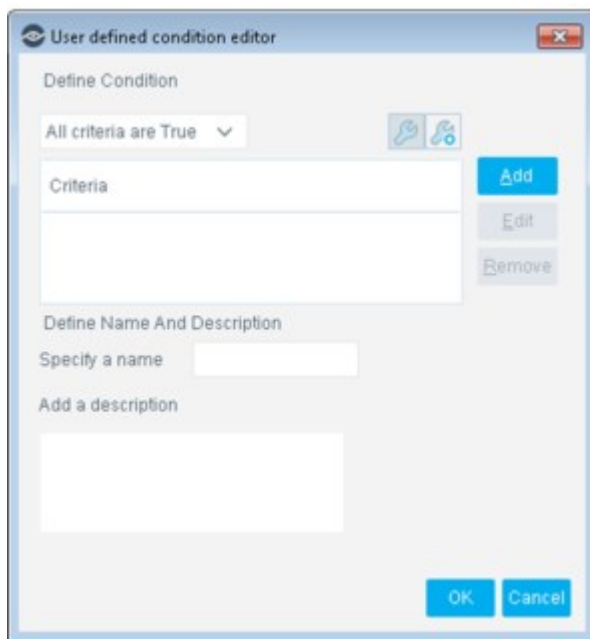 User defined condition editor
Define Condition
All criteria are True
Criteria
Add
Edit
Remove
Define Name And Description
Specify a name
Add a description
OK
Cancel